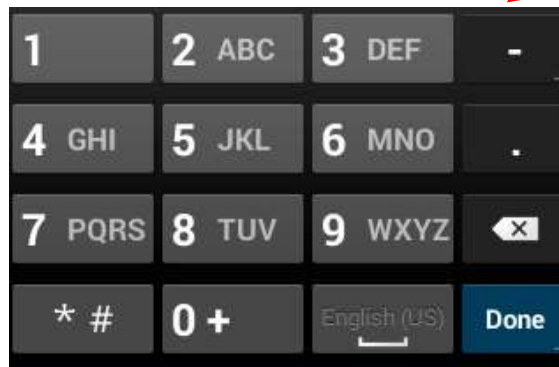 1 2 ABC 3 DEF -
4 GHI 5 JKL 6 MNO .
7 PQRS 8 TUV 9 WXYZ
* # 0 + English (US) Done